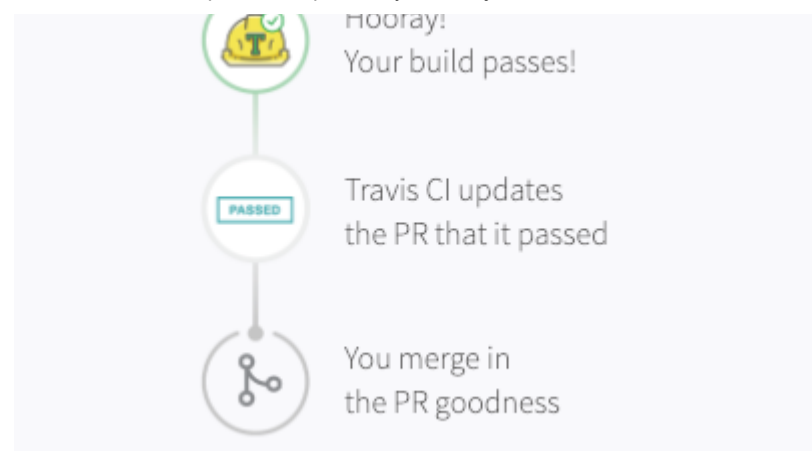 Hooray!
Your build passes!
T
PASSED
Travis CI updates
the PR that it passed
You merge in
the PR goodness